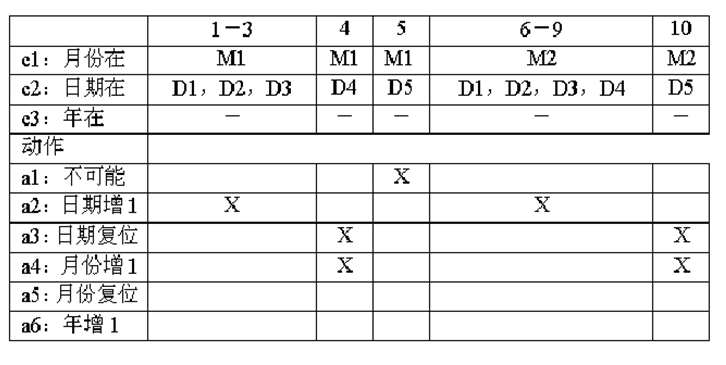 1－3 4 5 6－9 10
c1：月份在 M1 M1 M1 M2 M2
c2：日期在 D1，D2，D3 D4 D5 D1，D2，D3，D4 D5
c3：年在 － － － － －
动作
a1：不可能 X
a2：日期增1 X X
a3：日期复位 X X
a4：月份增1 X X
a5：月份复位
a6：年增1